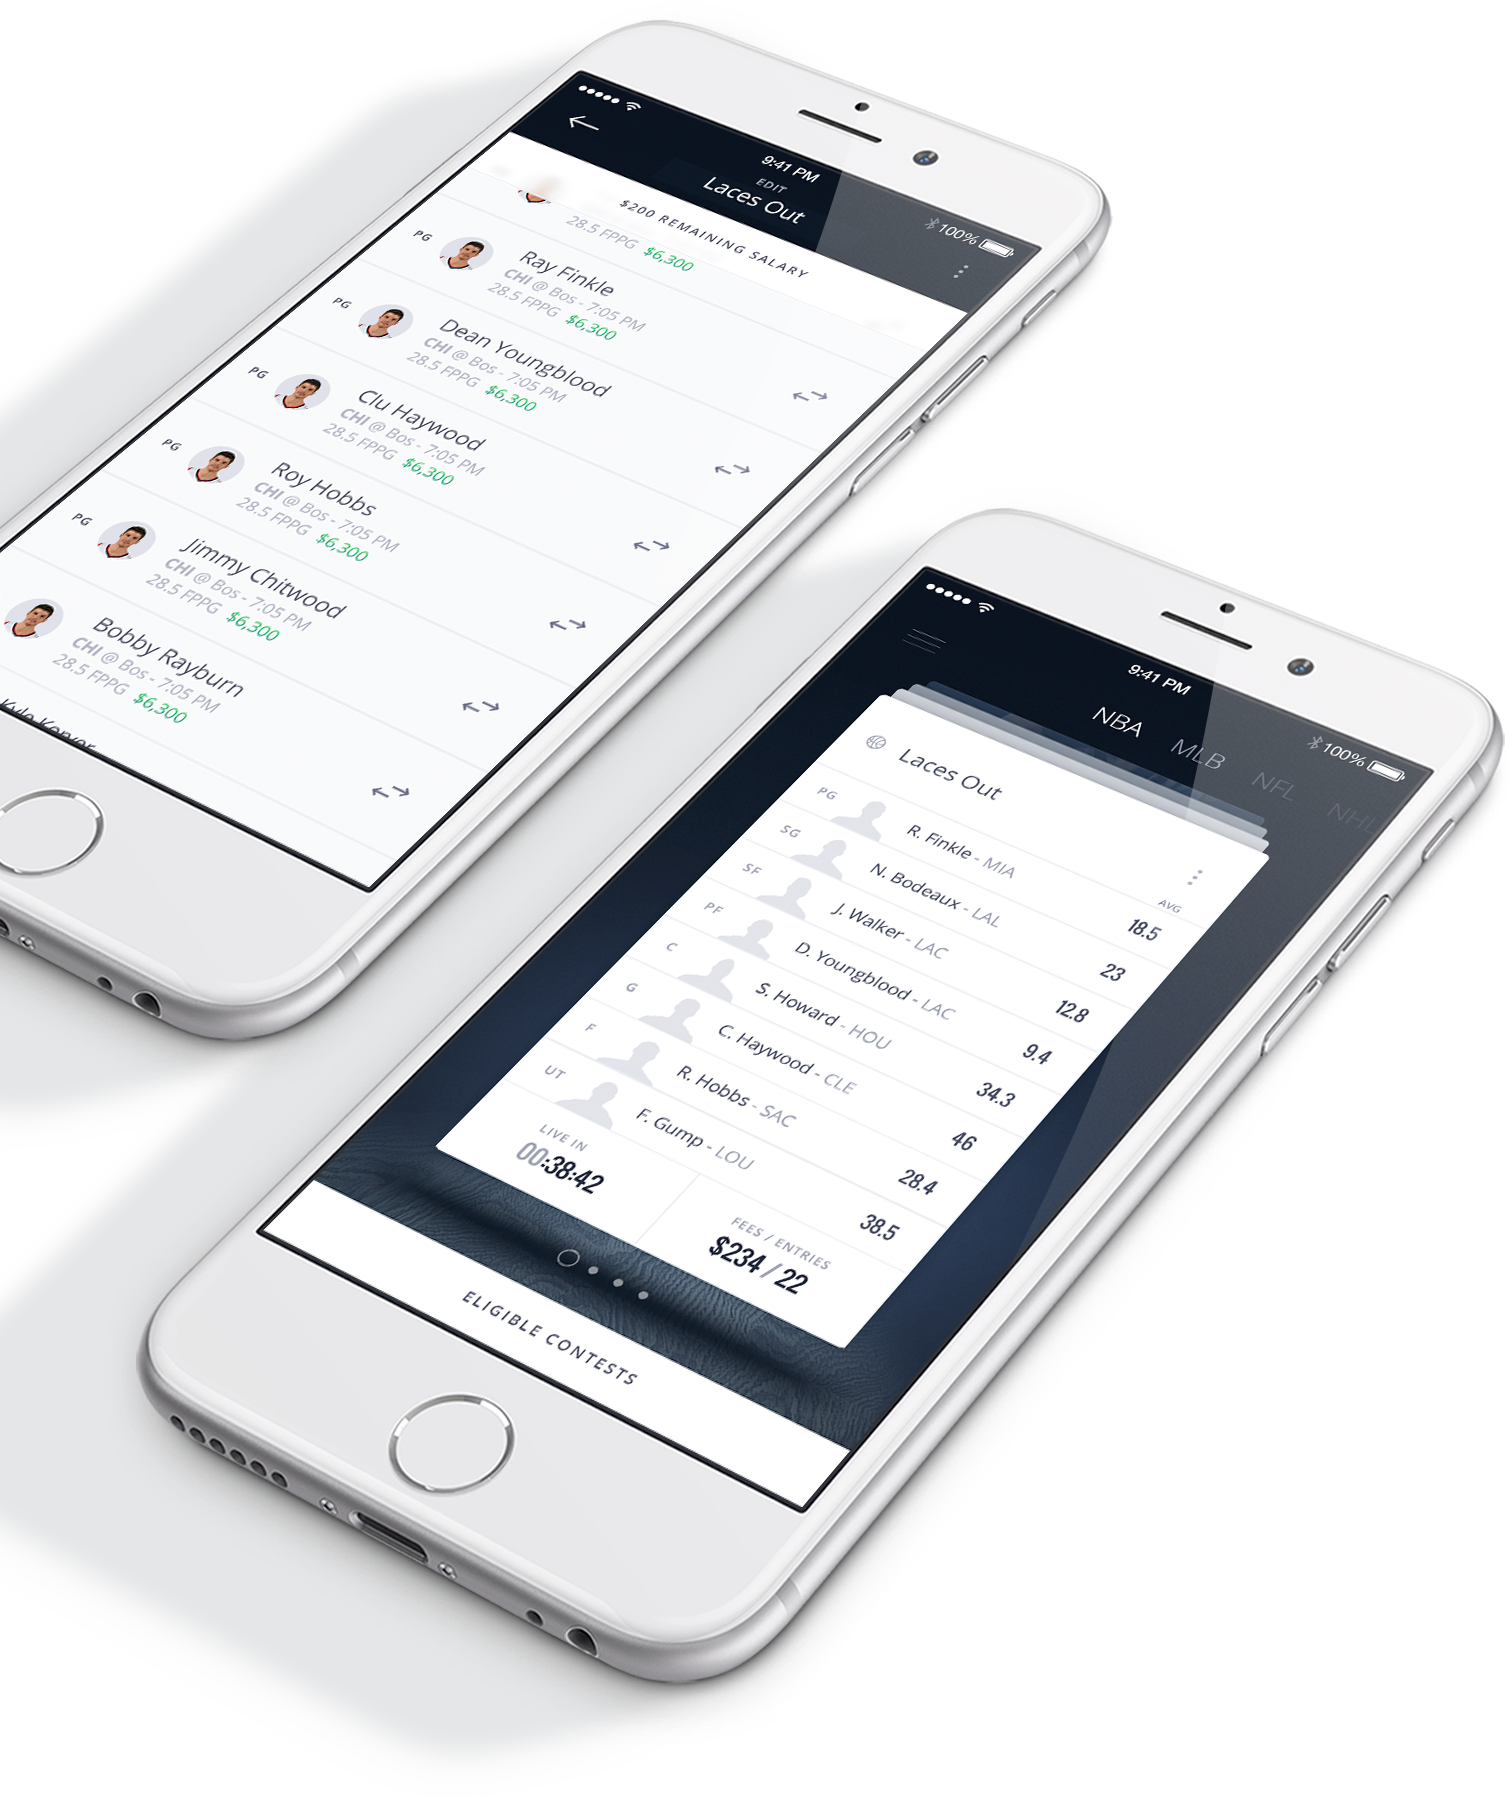 9:41 PM
100%
EDIT
Laces Out
$200 REMAINING SALARY
28.5 FPPG $6,300
PG
Ray Finkle
CHI @ Bos - 7:05 PM
28.5 FPPG $6,300
PG
Dean Youngblood
CHI @ Bos - 7:05 PM
28.5 FPPG $6,300
PG
Clu Haywood
CHI @ Bos - 7:05 PM
28.5 FPPG $6,300
PG
Roy Hobbs
CHI @ Bos - 7:05 PM
28.5 FPPG $6,300
PG
Jimmy Chitwood
CHI @ Bos - 7:05 PM
28.5 FPPG $6,300
Bobby Rayburn
CHI @ Bos - 7:05 PM
28.5 FPPG $6,300
Kyle Korver
9:41 PM
100%
NBA MLB NFL NHL
Laces Out
AVG
PG R. Finkle - MIA 18.5
SG N. Bodeaux - LAL 23
SF J. Walker - LAC 12.8
PF D. Youngblood - LAC 9.4
C S. Howard - HOU 34.3
G C. Haywood - CLE 46
F R. Hobbs - SAC 28.4
UT F. Gump - LOU 38.5
LIVE IN
00:38:42
FEES / ENTRIES
$234 / 22
ELIGIBLE CONTESTS